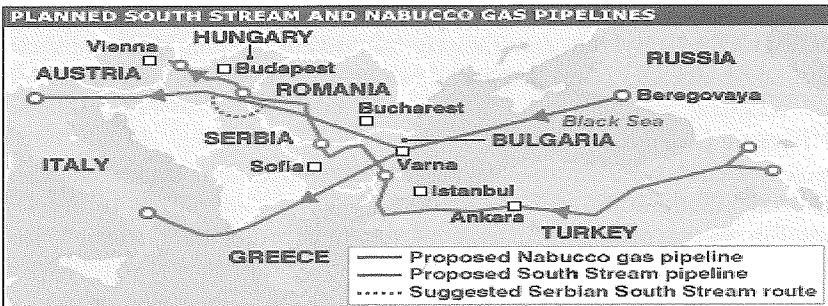 PLANNED SOUTH STREAM AND NABUCCO GAS PIPELINES
HUNGARY
Vienna
RUSSIA
AUSTRIA
Budapest
ROMANIA
Beregovaya
Bucharest
Black Sea
SERBIA
BULGARIA
ITALY
Sofia
Varna
Istanbul
Ankara
TURKEY
GREECE
Proposed Nabucco gas pipeline
Proposed South Stream pipeline
Suggested Serbian South Stream route